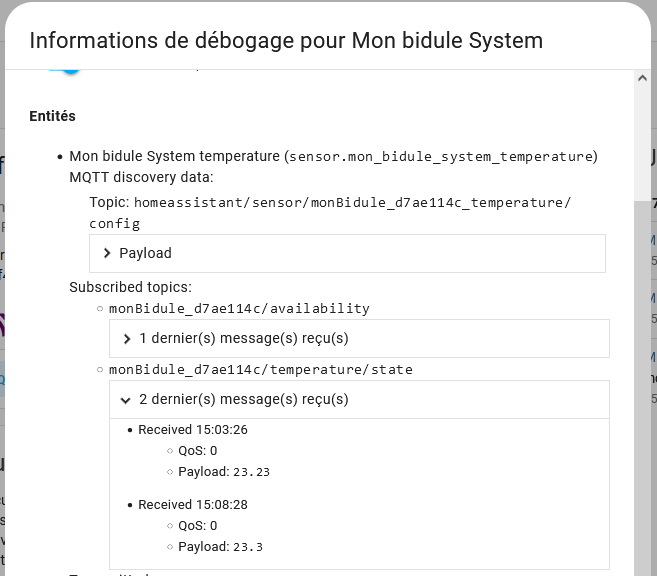 Informations de débogage pour Mon bidule System
Entités
Mon bidule System temperature (sensor.mon_bidule_system_temperature)
MQTT discovery data:
Topic: homeassistant/sensor/monBidule_d7ae114c_temperature/
config
Payload
Subscribed topics:
monBidule_d7ae114c/availability
1 dernier(s) message(s) reçu(s)
monBidule_d7ae114c/temperature/state
2 dernier(s) message(s) reçu(s)
Received 15:03:26
QoS: 0
Payload: 23.23
Received 15:08:28
QoS: 0
Payload: 23.3